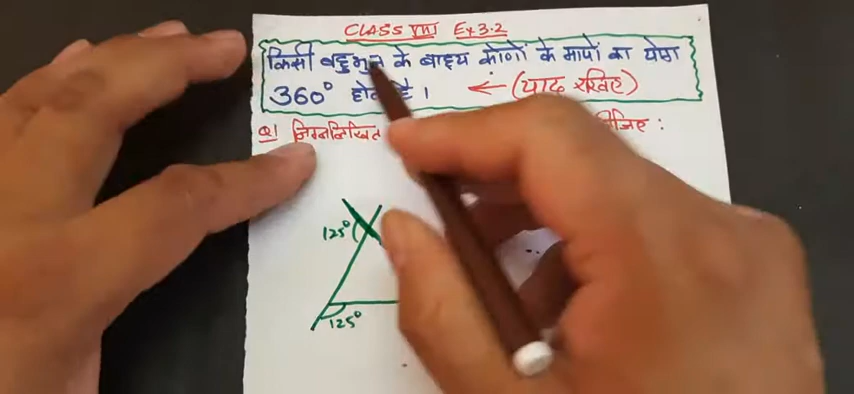 CLASS VIII Ex 3.2
किसी बहुभुज के बाह्य कोणों के मापों का योग
360° है । ← (याद रखिए)
Q1 निम्नलिखित :
125°
125°